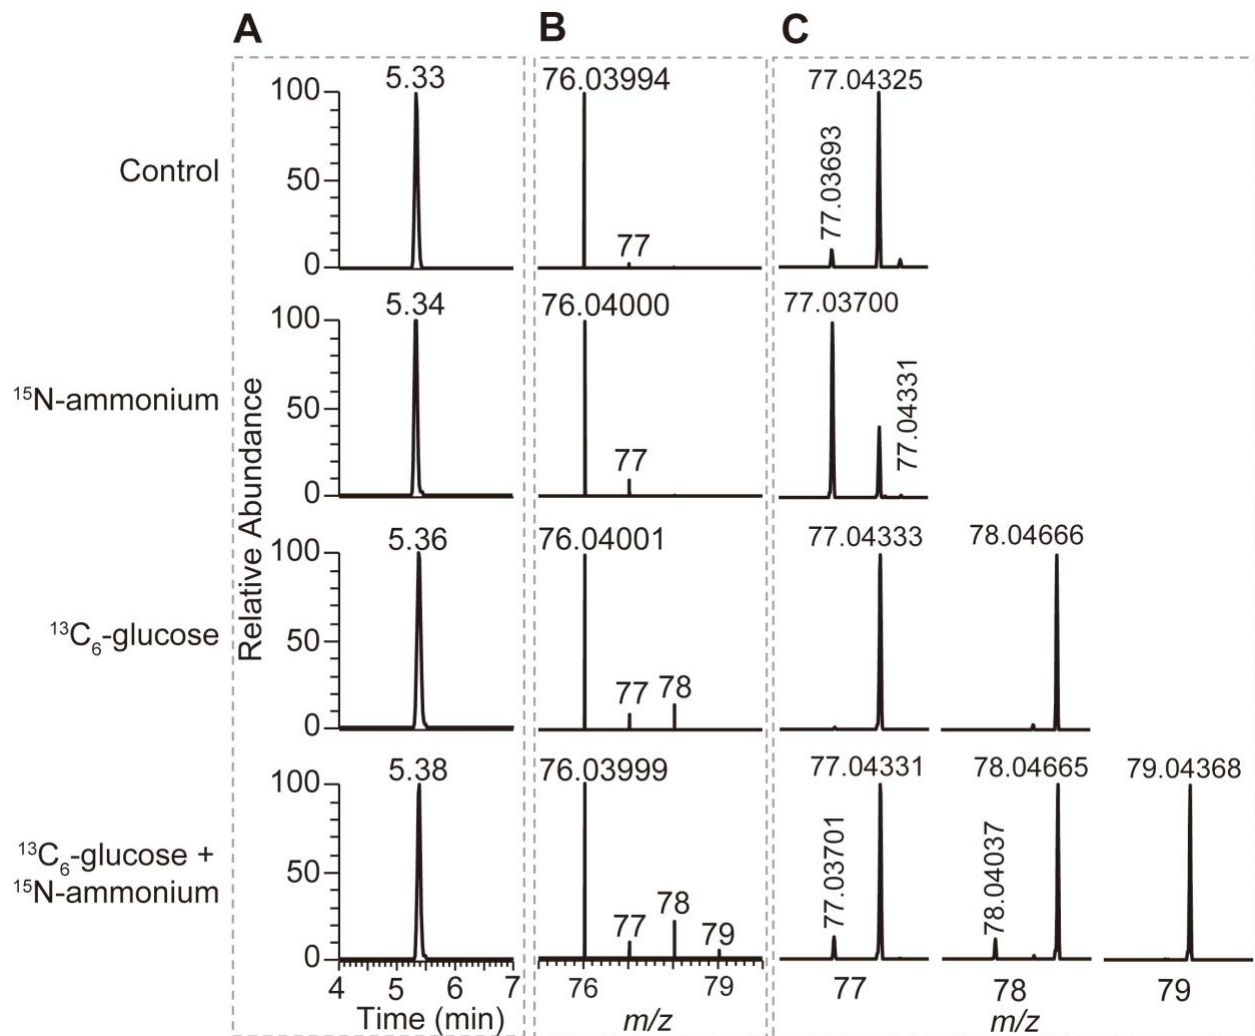 A B C
Control
¹⁵N-ammonium
¹³C₆-glucose
¹³C₆-glucose +
¹⁵N-ammonium
Relative Abundance
5.33
100
50
0
5.34
100
50
0
5.36
100
50
0
5.38
100
50
0
4 5 6 7
Time (min)
76.03994
77
76.04000
77
76.04001
77 78
76.03999
77 78 79
76 79
m/z
77.03693
77.04325
77.03700
77.04331
77.04333
78.04666
77.04331
77.03701
78.04665
78.04037
79.04368
77 78 79
m/z